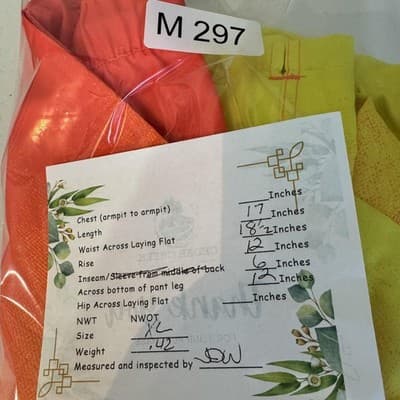 M 297
Chest (armpit to armpit) Inches
Length 17 Inches
Waist Across Laying Flat 18 1/2 Inches
Rise 12 Inches
Inseam/Sleeve from middle of back 6 Inches
Across bottom of pant leg 12 Inches
Hip Across Laying Flat Inches
NWT NWOT
Size XL
Weight .42
Measured and inspected by